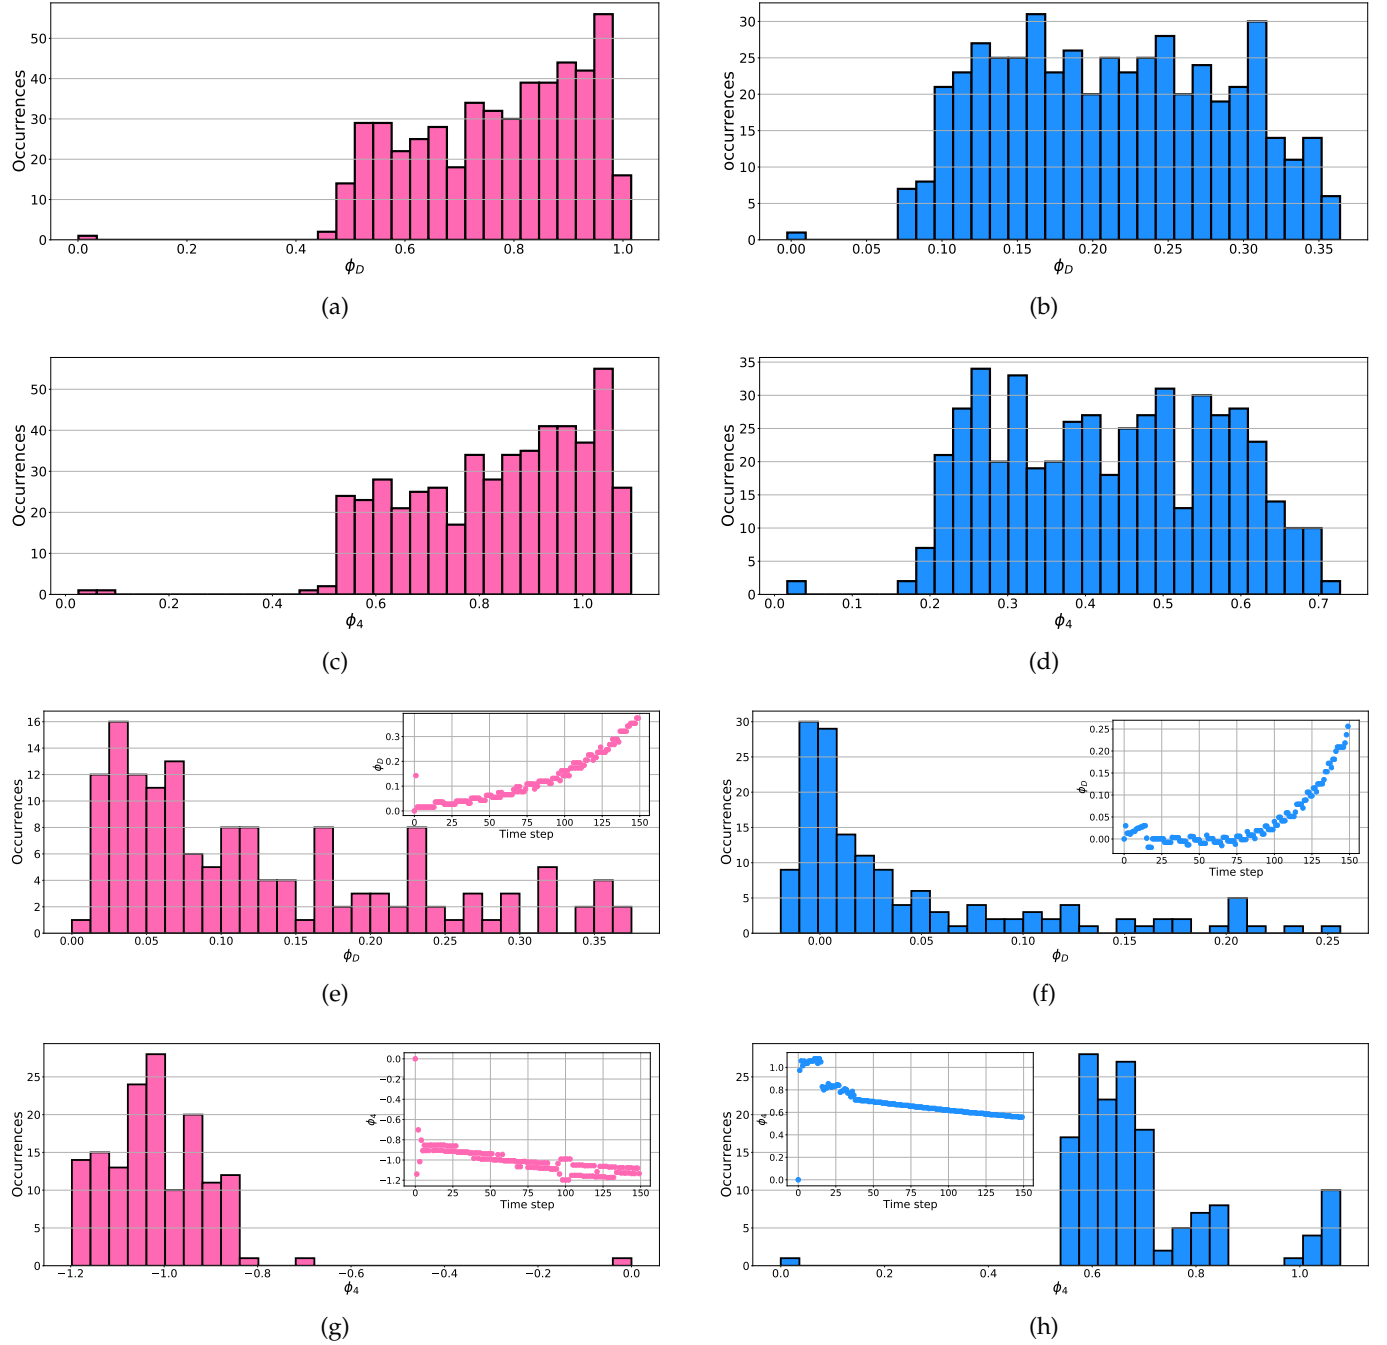 50
40
30
20
10
0
Occurrences
0.0 0.2 0.4 0.6 0.8 1.0
ϕD
(a)
30
25
20
15
10
5
0
occurrences
0.00 0.05 0.10 0.15 0.20 0.25 0.30 0.35
ϕD
(b)
50
40
30
20
10
0
Occurrences
0.0 0.2 0.4 0.6 0.8 1.0
ϕ4
(c)
35
30
25
20
15
10
5
0
Occurrences
0.0 0.1 0.2 0.3 0.4 0.5 0.6 0.7
ϕ4
(d)
16
14
12
10
8
6
4
2
0
Occurrences
0.00 0.05 0.10 0.15 0.20 0.25 0.30 0.35
ϕD
0.3
0.2
0.1
0.0
ϕD
0 25 50 75 100 125 150
Time step
(e)
30
25
20
15
10
5
0
Occurrences
0.00 0.05 0.10 0.15 0.20 0.25
ϕD
0.25
0.20
0.15
0.10
0.05
0.00
ϕD
0 25 50 75 100 125 150
Time step
(f)
25
20
15
10
5
0
Occurrences
−1.2 −1.0 −0.8 −0.6 −0.4 −0.2 0.0
ϕ4
0.0
−0.2
−0.4
−0.6
−0.8
−1.0
−1.2
ϕ4
0 25 50 75 100 125 150
Time step
(g)
25
20
15
10
5
0
Occurrences
0.0 0.2 0.4 0.6 0.8 1.0
ϕ4
1.0
0.8
0.6
0.4
0.2
0.0
ϕ4
0 25 50 75 100 125 150
Time step
(h)